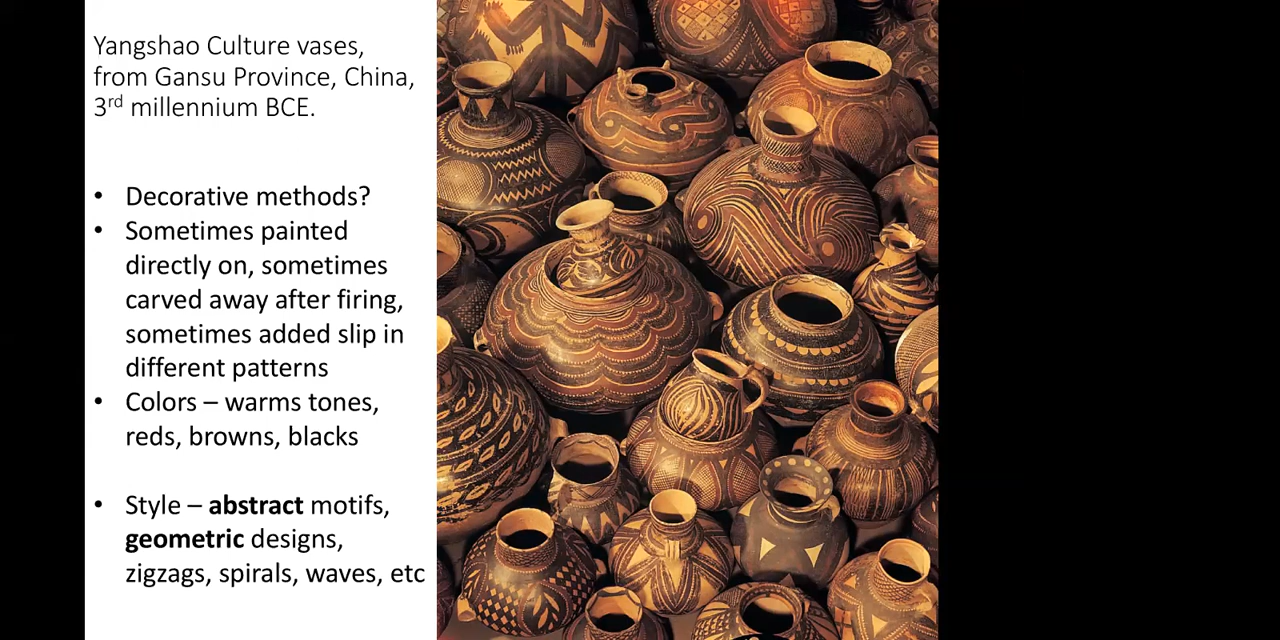 Yangshao Culture vases,
from Gansu Province, China,
3rd millennium BCE.
• Decorative methods?
• Sometimes painted
directly on, sometimes
carved away after firing,
sometimes added slip in
different patterns
• Colors – warms tones,
reds, browns, blacks
• Style – abstract motifs,
geometric designs,
zigzags, spirals, waves, etc